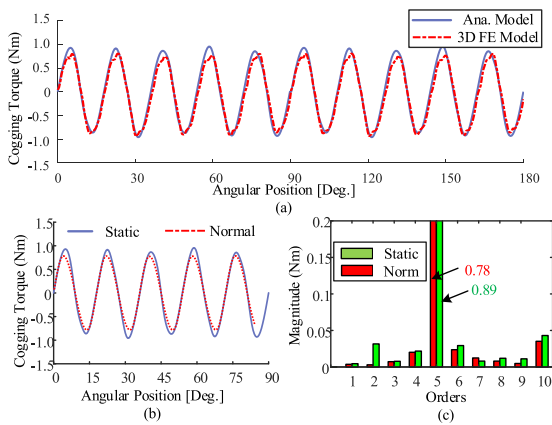 (a)
Ana. Model
3D FE Model
Cogging Torque (Nm)
1.5
1.0
0.5
0
-0.5
-1.0
-1.5
0 30 60 90 120 150 180
Angular Position [Deg.]
(a)
Static Normal
Cogging Torque (Nm)
1.5
1.0
0.5
0
-0.5
-1.0
-1.5
0 15 30 45 60 75 90
Angular Position [Deg.]
(b)
Static
Norm
0.78
0.89
Magnitude (Nm)
0.2
0.15
0.1
0.05
0
1 2 3 4 5 6 7 8 9 10
Orders
(c)